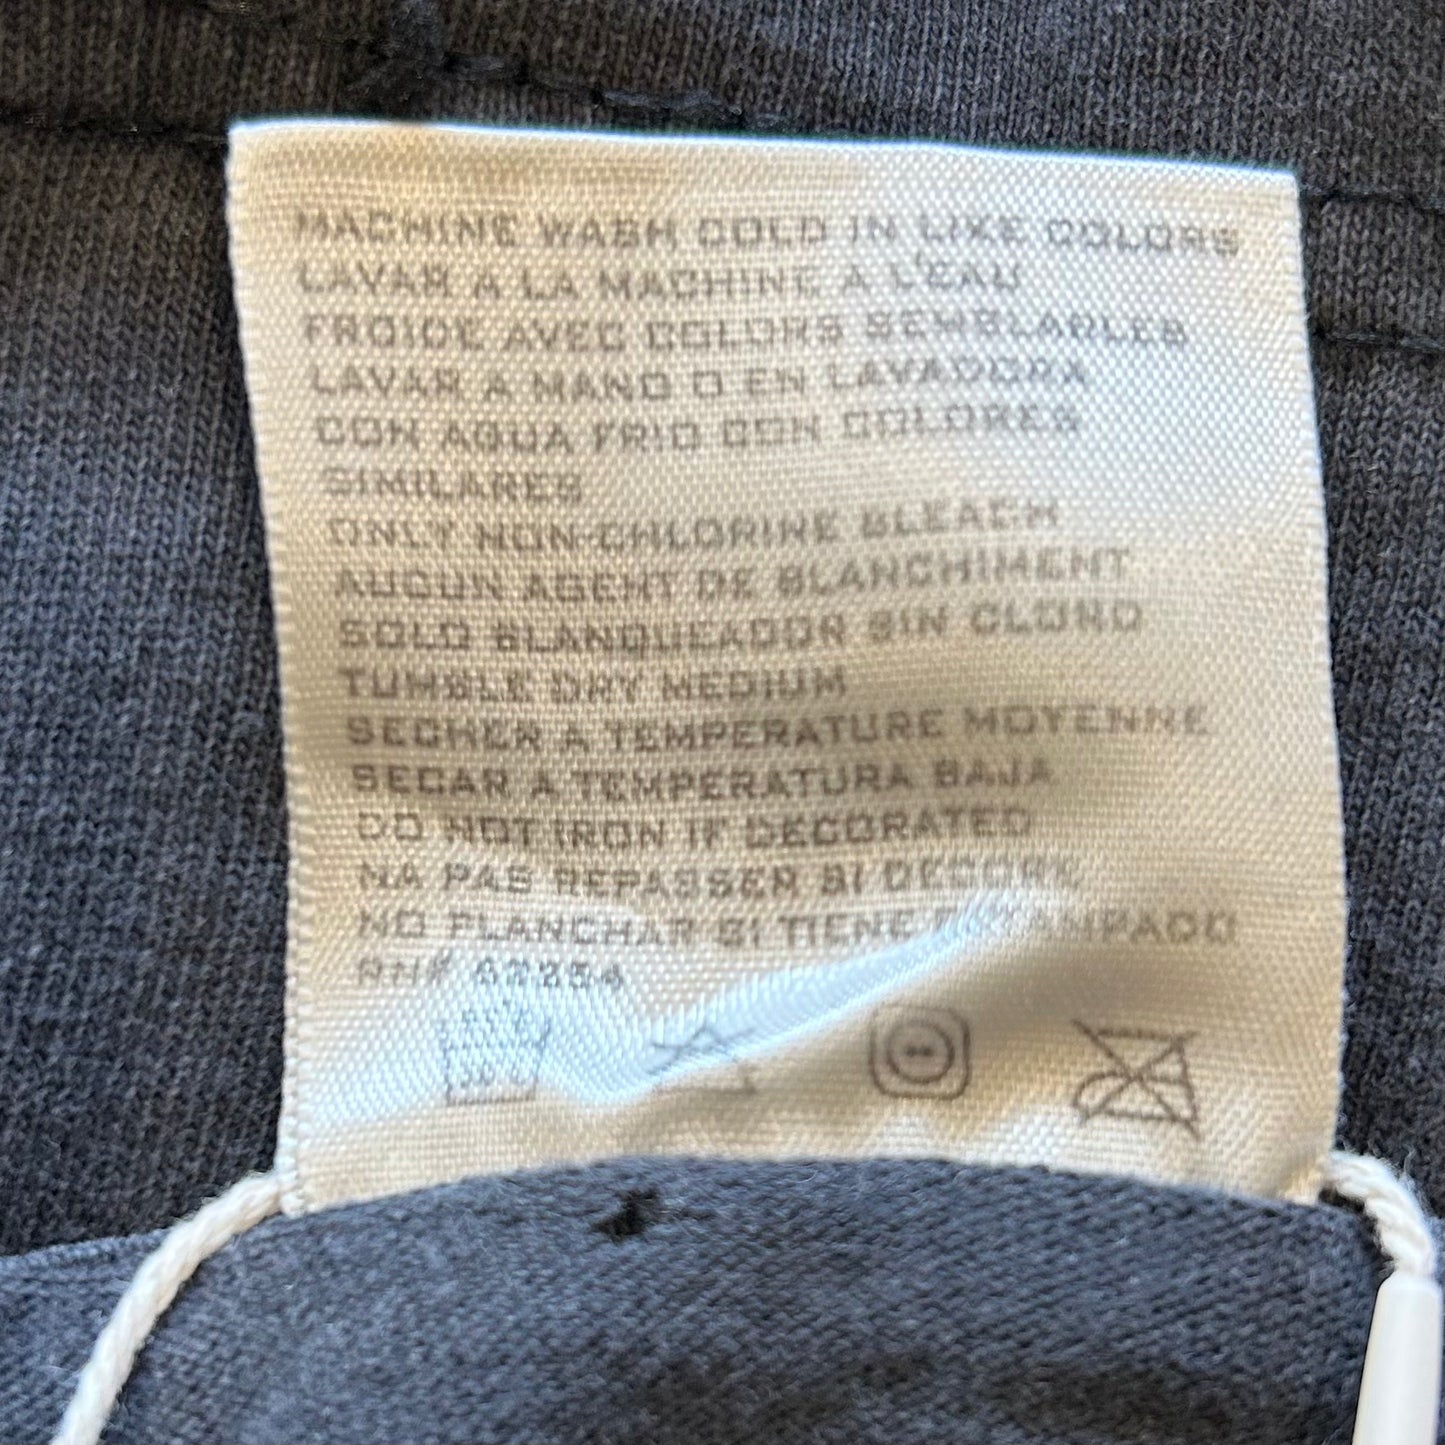 MACHINE WASH COLD IN LIKE COLORS
LAVAR A LA MACHINE A L'EAU
FROIDE AVEC COLORS SEMBLABLES
LAVAR A MANO O EN LAVADORA
CON AGUA FRIO CON COLORES
SIMILARES
ONLY NON-CHLORINE BLEACH
AUCUN AGENT DE BLANCHIMENT
SOLO BLANQUEADOR SIN CLORO
TUMBLE DRY MEDIUM
SECHER A TEMPERATURE MOYENNE
SECAR A TEMPERATURA BAJA
DO NOT IRON IF DECORATED
NA PAS REPASSER SI DECORE
NO PLANCHAR SI TIENE ESTAMPADO
RN#